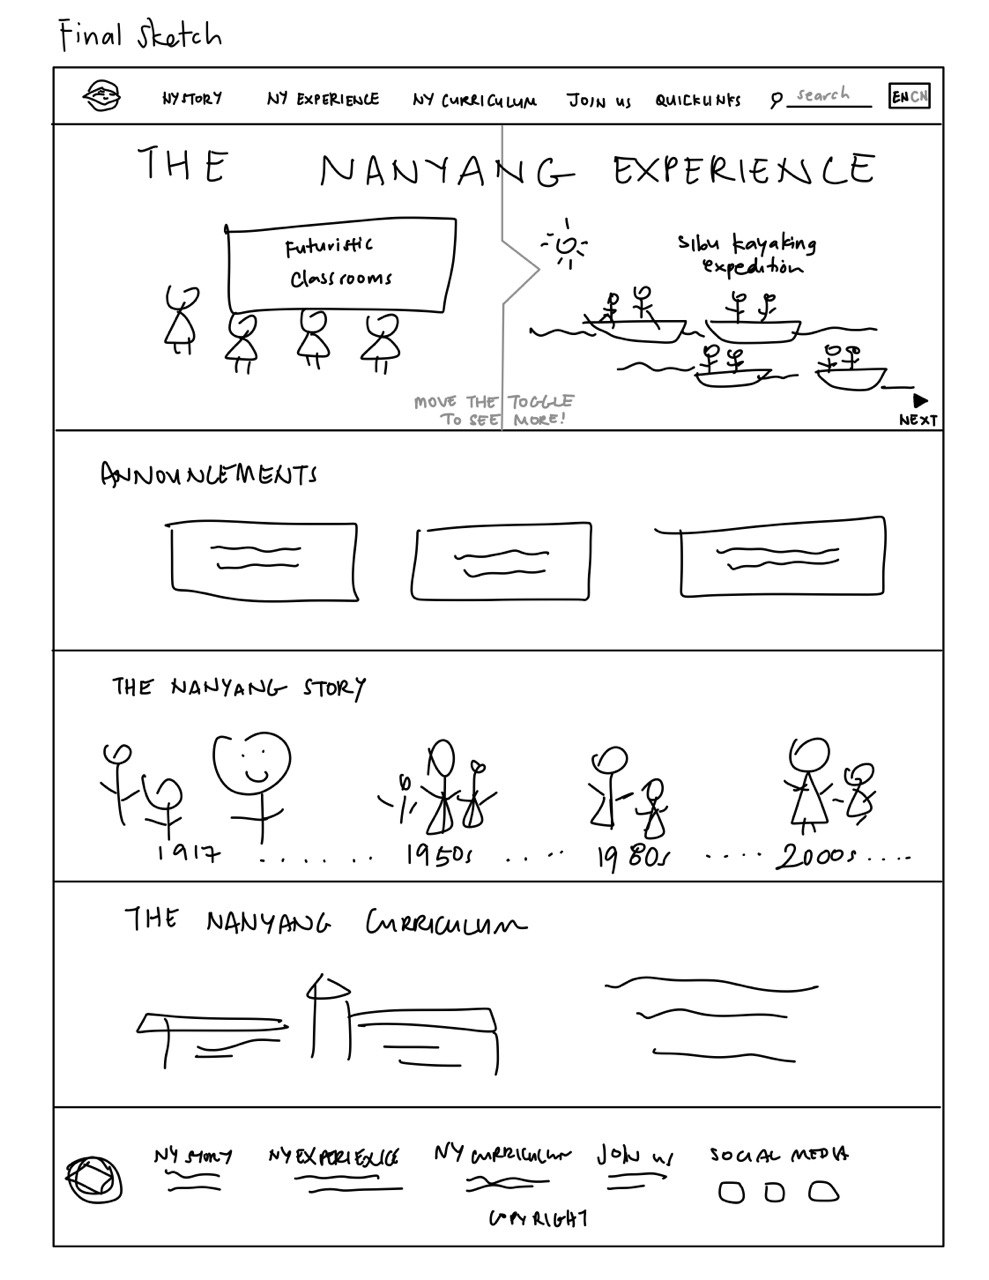 Final Sketch
NY STORY NY EXPERIENCE NY CURRICULUM JOIN US QUICKLINKS search EN CN
THE NANYANG EXPERIENCE
Futuristic
Classrooms
Sibu kayaking
expedition
MOVE THE TOGGLE
TO SEE MORE!
NEXT
ANNOUNCEMENTS
THE NANYANG STORY
1917 ...... 1950s ..... 1980s ..... 2000s....
THE NANYANG CURRICULUM
NY STORY NY EXPERIENCE NY CURRICULUM JOIN US SOCIAL MEDIA
COPYRIGHT